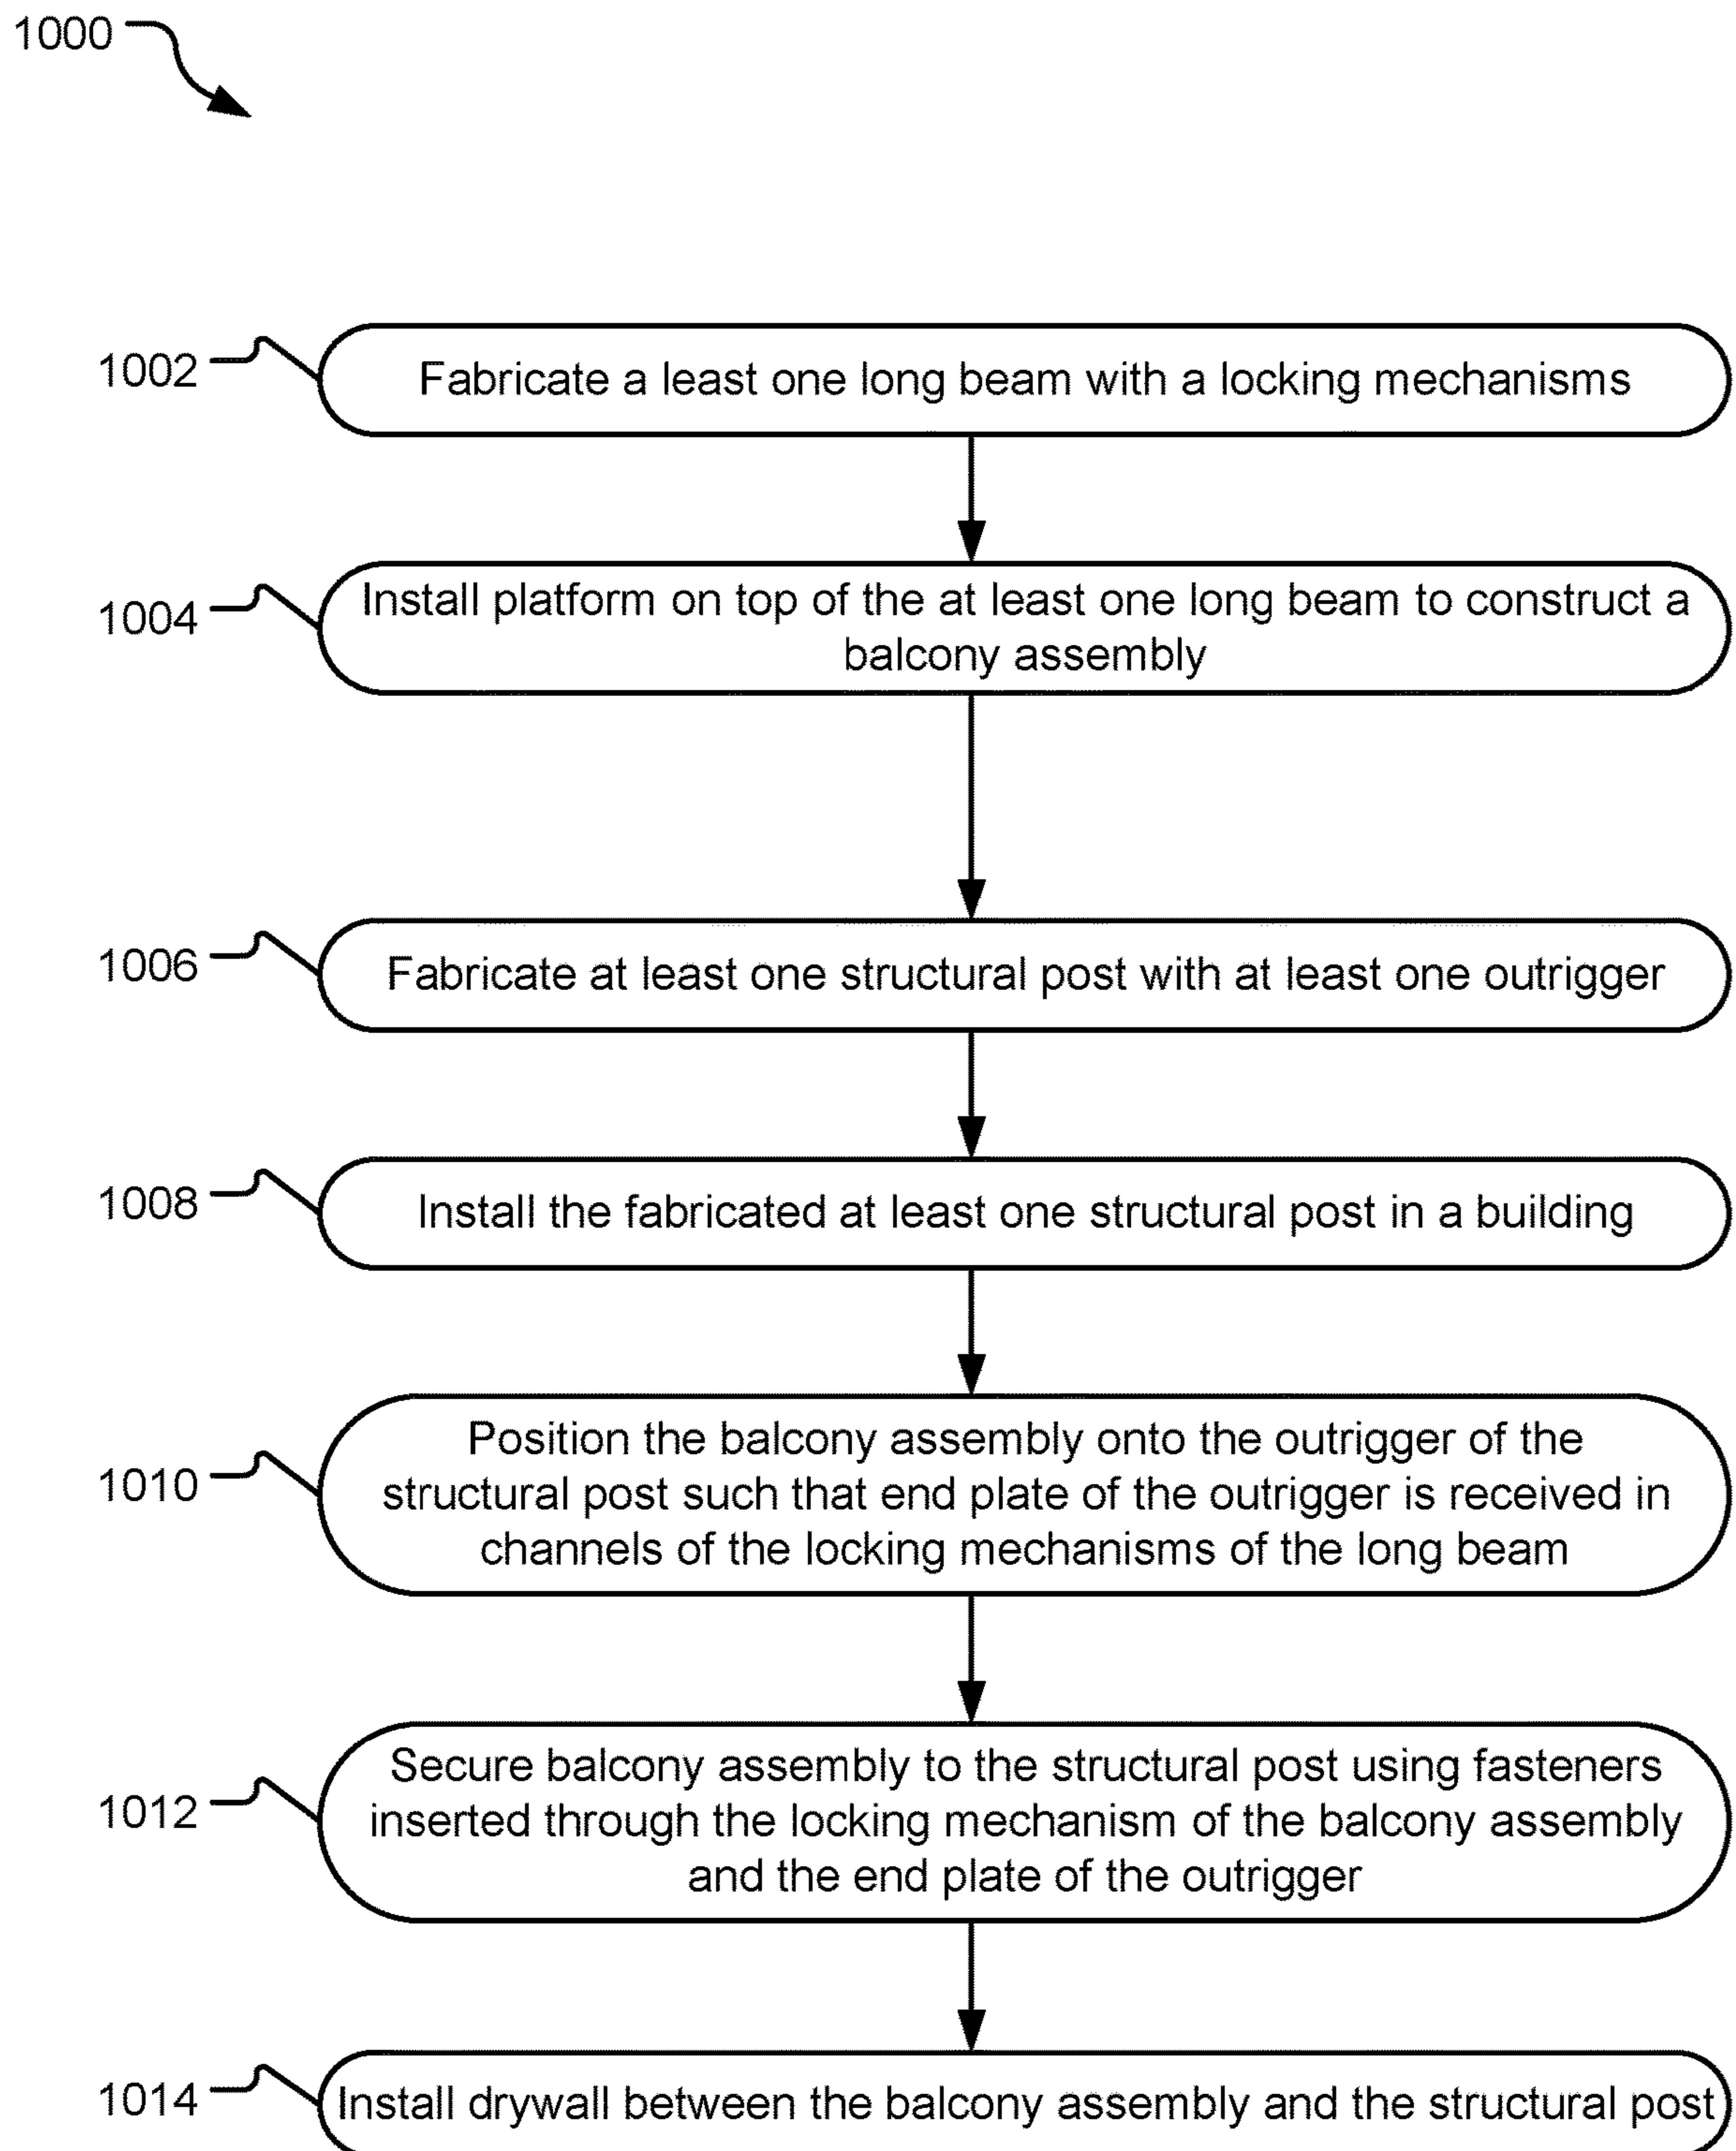 1000
1002
Fabricate a least one long beam with a locking mechanisms
1004
Install platform on top of the at least one long beam to construct a
balcony assembly
1006
Fabricate at least one structural post with at least one outrigger
1008
Install the fabricated at least one structural post in a building
1010
Position the balcony assembly onto the outrigger of the
structural post such that end plate of the outrigger is received in
channels of the locking mechanisms of the long beam
1012
Secure balcony assembly to the structural post using fasteners
inserted through the locking mechanism of the balcony assembly
and the end plate of the outrigger
1014
Install drywall between the balcony assembly and the structural post